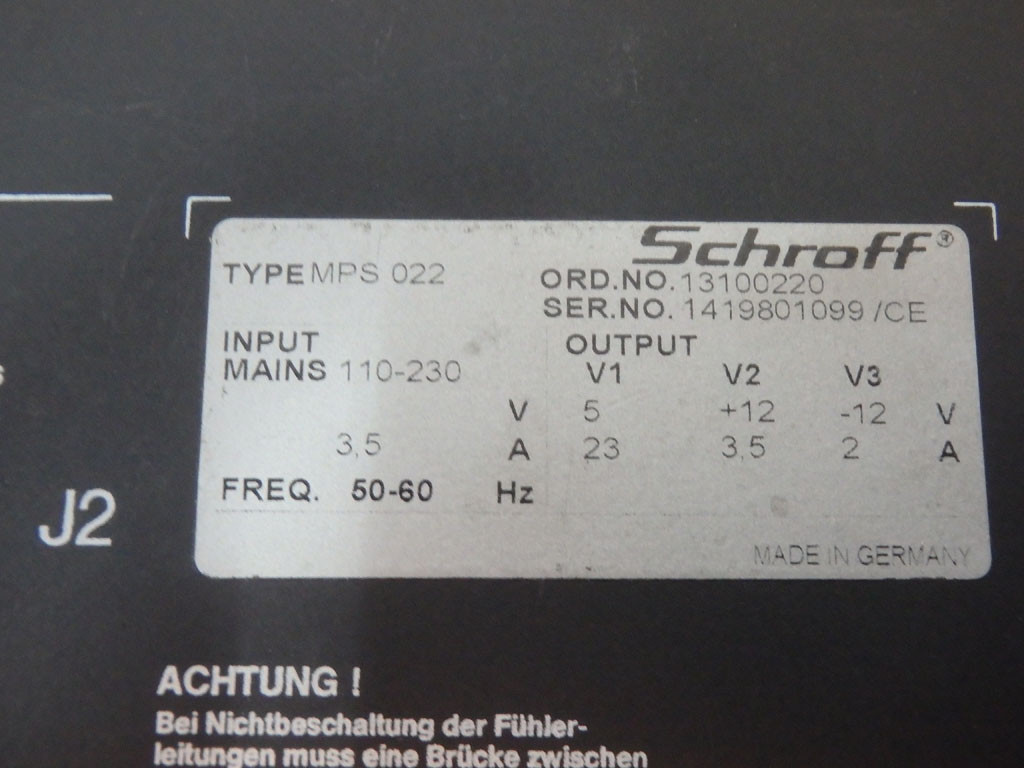 Schroff®
TYPE MPS 022
ORD.NO. 13100220
SER.NO. 1419801099 /CE
INPUT
OUTPUT
MAINS 110-230
V1 V2 V3
V 5 +12 -12 V
3,5 A 23 3,5 2 A
FREQ. 50-60 Hz
MADE IN GERMANY
J2
ACHTUNG !
Bei Nichtbeschaltung der Fühler-
leitungen muss eine Brücke zwischen